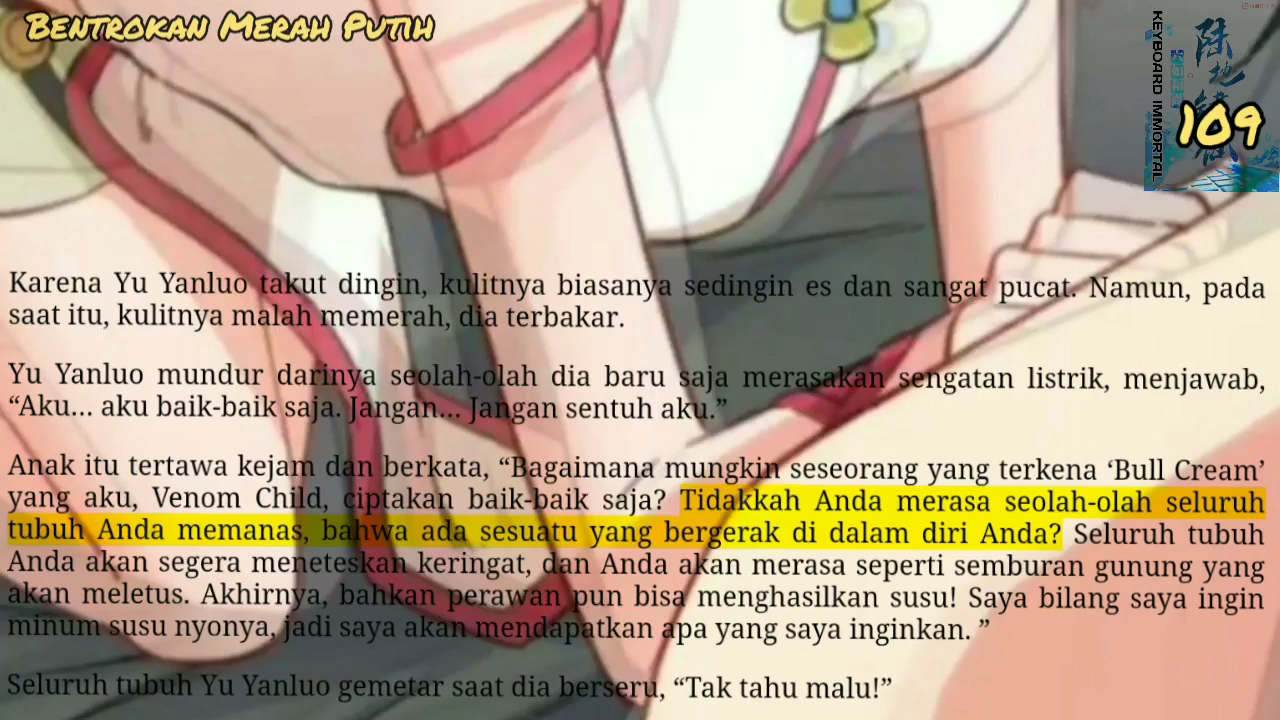 BENTROKAN MERAH PUTIH
KEYBOARD IMMORTAL
109
Karena Yu Yanluo takut dingin, kulitnya biasanya sedingin es dan sangat pucat. Namun, pada
saat itu, kulitnya malah memerah, dia terbakar.
Yu Yanluo mundur darinya seolah-olah dia baru saja merasakan sengatan listrik, menjawab,
“Aku... aku baik-baik saja. Jangan... Jangan sentuh aku.”
Anak itu tertawa kejam dan berkata, “Bagaimana mungkin seseorang yang terkena ‘Bull Cream’
yang aku, Venom Child, ciptakan baik-baik saja? Tidakkah Anda merasa seolah-olah seluruh
tubuh Anda memanas, bahwa ada sesuatu yang bergerak di dalam diri Anda? Seluruh tubuh
Anda akan segera meneteskan keringat, dan Anda akan merasa seperti semburan gunung yang
akan meletus. Akhirnya, bahkan perawan pun bisa menghasilkan susu! Saya bilang saya ingin
minum susu nyonya, jadi saya akan mendapatkan apa yang saya inginkan. ”
Seluruh tubuh Yu Yanluo gemetar saat dia berseru, “Tak tahu malu!”